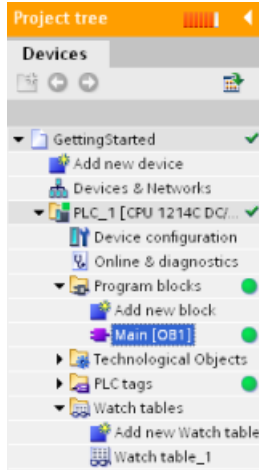 Project tree
Devices
GettingStarted
Add new device
Devices & Networks
PLC_1 [CPU 1214C DC/...
Device configuration
Online & diagnostics
Program blocks
Add new block
Main [OB1]
Technological Objects
PLC tags
Watch tables
Add new Watch table
Watch table_1